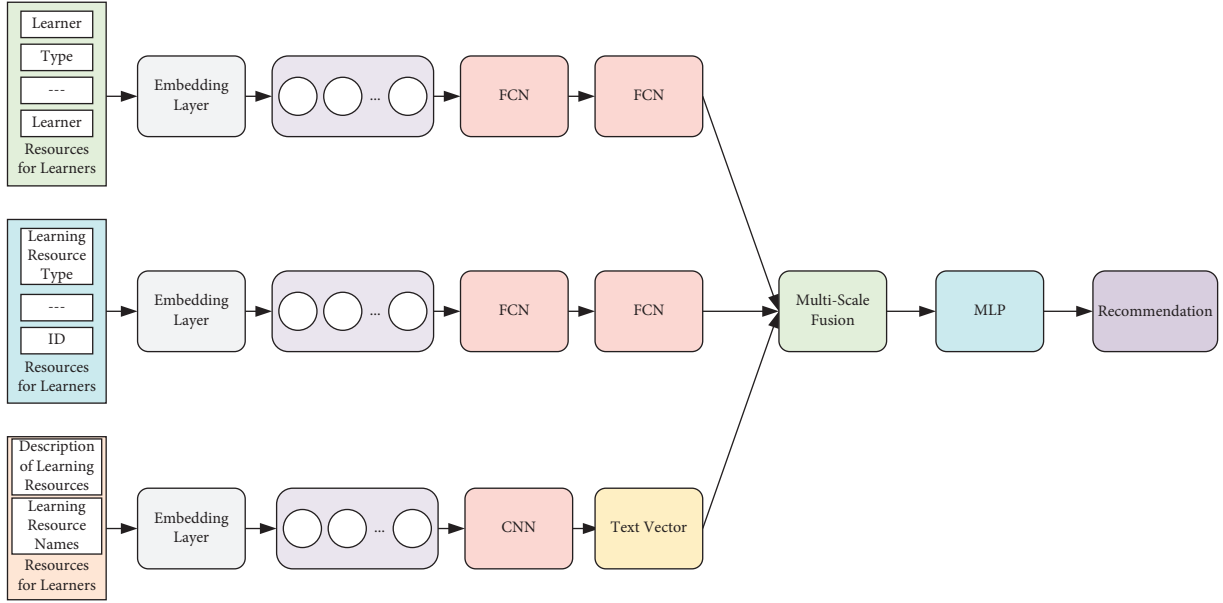 Learner
Type
---
Learner
Resources
for Learners
Embedding
Layer
...
FCN
FCN
Learning
Resource
Type
---
ID
Resources
for Learners
Embedding
Layer
...
FCN
FCN
Multi-Scale
Fusion
MLP
Recommendation
Description
of Learning
Resources
Learning
Resource
Names
Resources
for Learners
Embedding
Layer
...
CNN
Text Vector